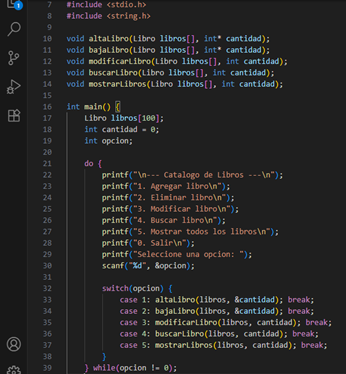 1
7 #include <stdio.h>
8 #include <string.h>
9
10 void altaLibro(Libro libros[], int* cantidad);
11 void bajaLibro(Libro libros[], int* cantidad);
12 void modificarLibro(Libro libros[], int cantidad);
13 void buscarLibro(Libro libros[], int cantidad);
14 void mostrarLibros(Libro libros[], int cantidad);
15
16 int main() {
17     Libro libros[100];
18     int cantidad = 0;
19     int opcion;
20
21     do {
22         printf("\n--- Catalogo de Libros ---\n");
23         printf("1. Agregar libro\n");
24         printf("2. Eliminar libro\n");
25         printf("3. Modificar libro\n");
26         printf("4. Buscar libro\n");
27         printf("5. Mostrar todos los libros\n");
28         printf("0. Salir\n");
29         printf("Seleccione una opcion: ");
30         scanf("%d", &opcion);
31
32         switch(opcion) {
33             case 1: altaLibro(libros, &cantidad); break;
34             case 2: bajaLibro(libros, &cantidad); break;
35             case 3: modificarLibro(libros, cantidad); break;
36             case 4: buscarLibro(libros, cantidad); break;
37             case 5: mostrarLibros(libros, cantidad); break;
38         }
39     } while(opcion != 0);